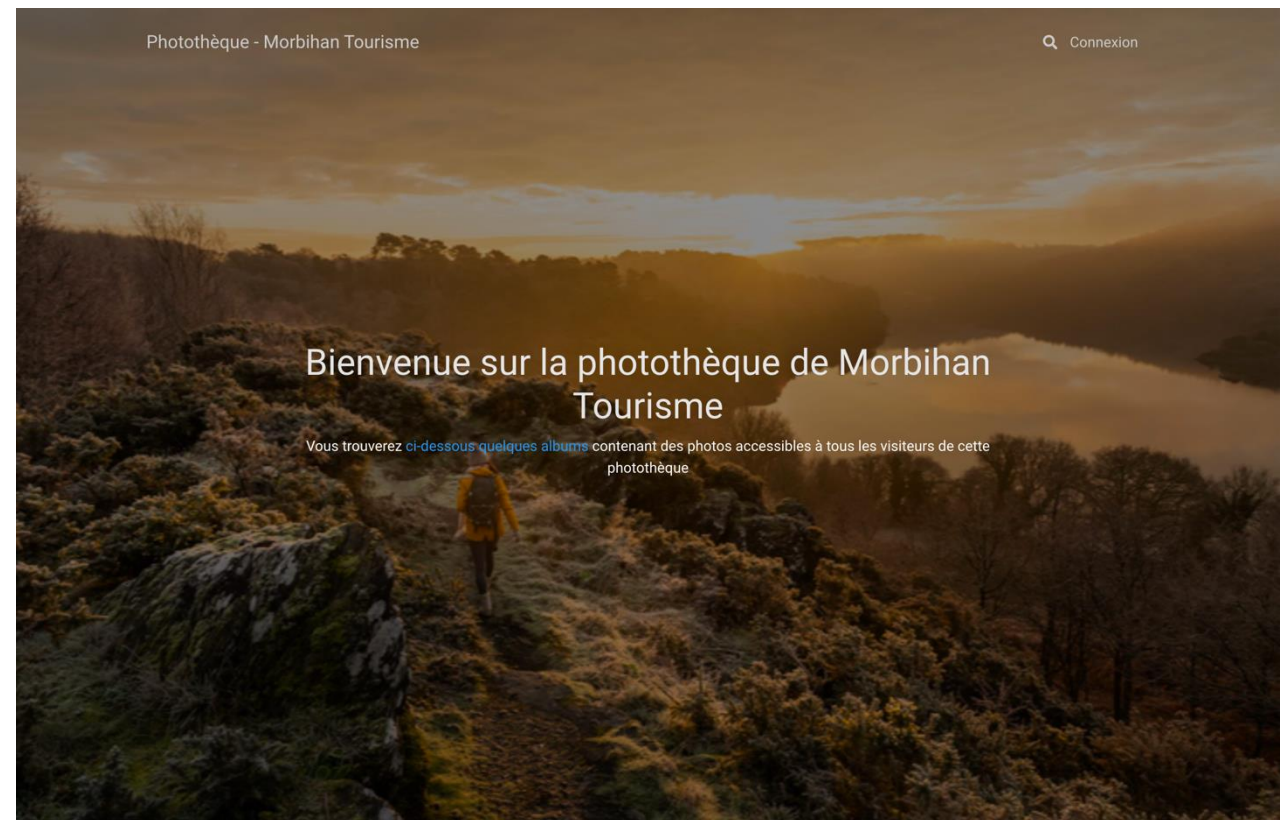 Photothèque - Morbihan Tourisme
Connexion
Bienvenue sur la photothèque de Morbihan
Tourisme
Vous trouverez ci-dessous quelques albums contenant des photos accessibles à tous les visiteurs de cette
photothèque